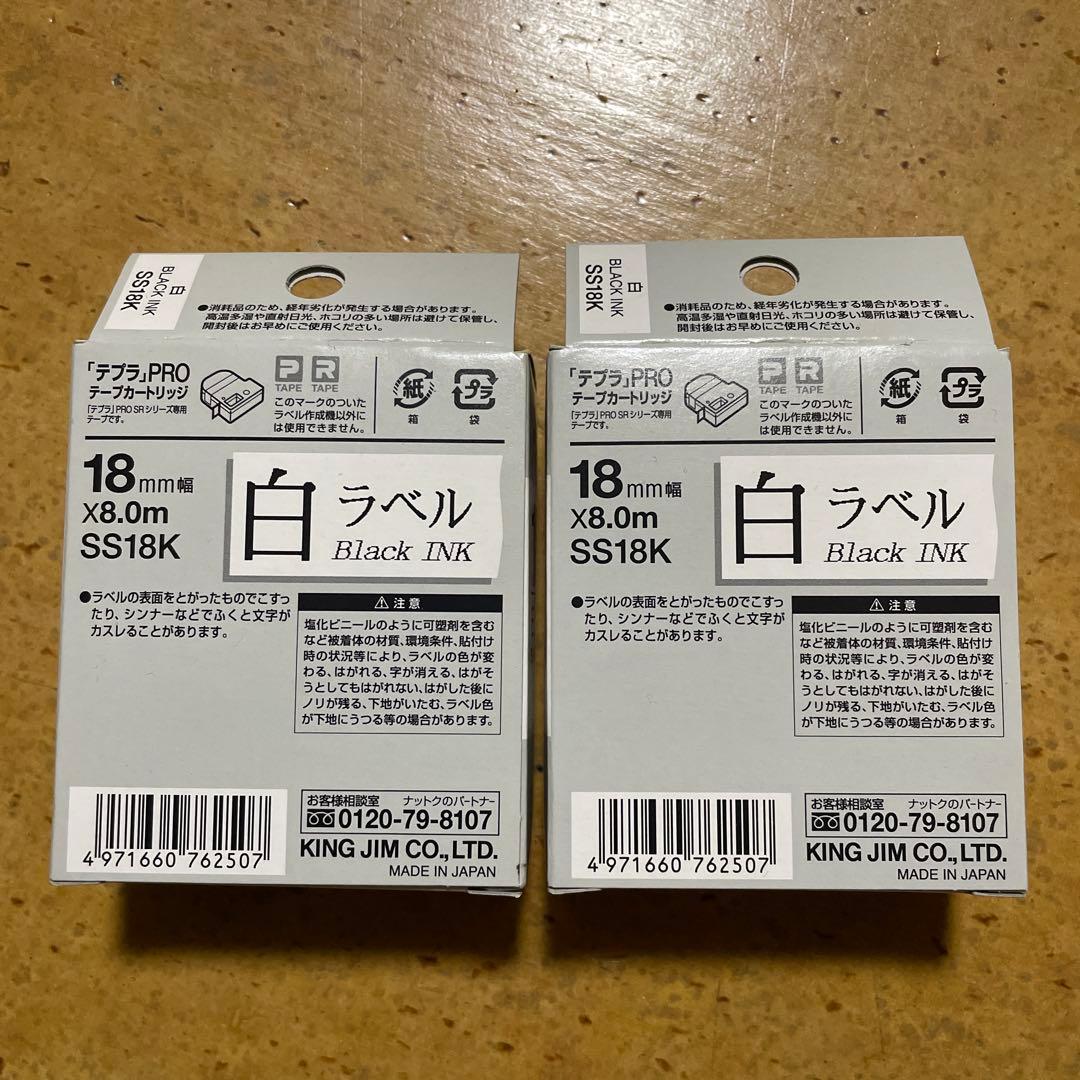 白
BLACK INK
SS18K
●消耗品のため、経年劣化が発生する場合があります。
高温多湿や直射日光、ホコリの多い場所は避けて保管し、
開封後はお早めにご使用ください。
「テプラ」PRO
テープカートリッジ
「テプラ」PRO SRシリーズ専用
テープです。
P R
TAPE TAPE
このマークのついた
ラベル作成機以外に
は使用できません。
紙
箱
プラ
袋
18mm幅
X8.0m
SS18K
白 ラベル
Black INK
●ラベルの表面をとがったものでこすっ
たり、シンナーなどでふくと文字が
カスレることがあります。
注意
塩化ビニールのように可塑剤を含む
など被着体の材質、環境条件、貼付け
時の状況等により、ラベルの色が変
わる、はがれる、字が消える、はがそ
うとしてもはがれない、はがした後に
ノリが残る、下地がいたむ、ラベル色
が下地にうつる等の場合があります。
4 971660 762507
お客様相談室 ナットクのパートナー
0120-79-8107
KING JIM CO.,LTD.
MADE IN JAPAN
白
BLACK INK
SS18K
●消耗品のため、経年劣化が発生する場合があります。
高温多湿や直射日光、ホコリの多い場所は避けて保管し、
開封後はお早めにご使用ください。
「テプラ」PRO
テープカートリッジ
「テプラ」PRO SRシリーズ専用
テープです。
P R
TAPE TAPE
このマークのついた
ラベル作成機以外に
は使用できません。
紙
箱
プラ
袋
18mm幅
X8.0m
SS18K
白 ラベル
Black INK
●ラベルの表面をとがったものでこすっ
たり、シンナーなどでふくと文字が
カスレることがあります。
注意
塩化ビニールのように可塑剤を含む
など被着体の材質、環境条件、貼付け
時の状況等により、ラベルの色が変
わる、はがれる、字が消える、はがそ
うとしてもはがれない、はがした後に
ノリが残る、下地がいたむ、ラベル色
が下地にうつる等の場合があります。
4 971660 762507
お客様相談室 ナットクのパートナー
0120-79-8107
KING JIM CO.,LTD.
MADE IN JAPAN